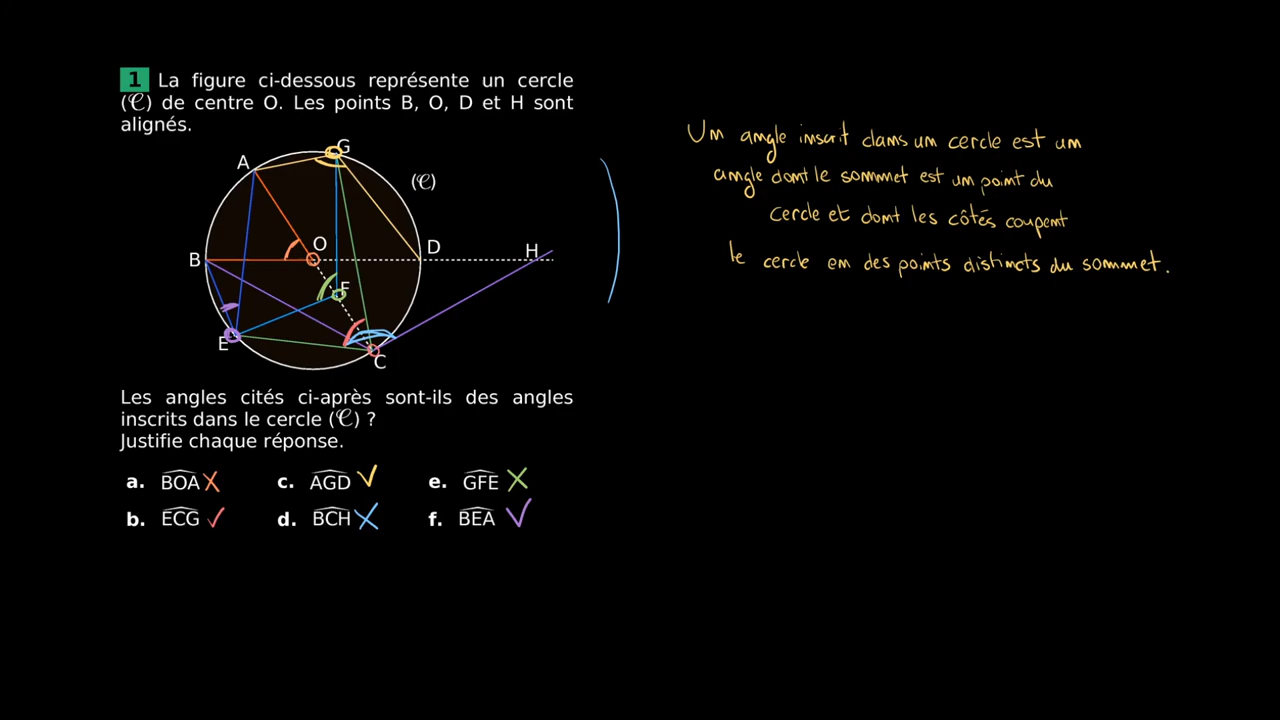 1 La figure ci-dessous représente un cercle
(𝒞) de centre O. Les points B, O, D et H sont
alignés.
G
A
(𝒞)
O
D
B
H
F
E
C
Les angles cités ci-après sont-ils des angles
inscrits dans le cercle (𝒞) ?
Justifie chaque réponse.
a. BOA ✗ c. AGD ✓ e. GFE ✗
b. ECG ✓ d. BCH ✗ f. BEA ✓
Un angle inscrit dans un cercle est un
angle dont le sommet est un point du
cercle et dont les côtés coupent
le cercle en des points distincts du sommet.